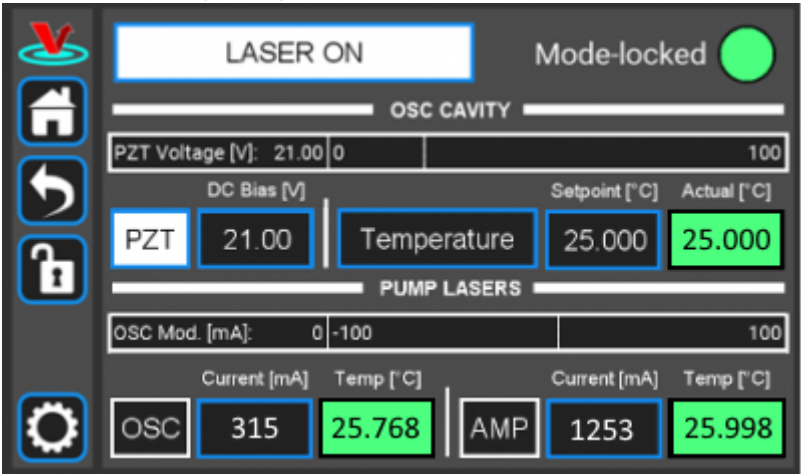 LASER ON Mode-locked
OSC CAVITY
PZT Voltage [V]: 21.00 0 100
DC Bias [V] Setpoint [°C] Actual [°C]
PZT 21.00 Temperature 25.000 25.000
PUMP LASERS
OSC Mod. [mA]: 0 -100 100
Current [mA] Temp [°C] Current [mA] Temp [°C]
OSC 315 25.768 AMP 1253 25.998